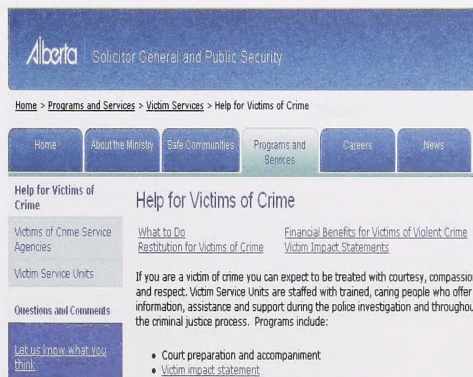 Alberta Solicitor General and Public Security
Home > Programs and Services > Victim Services > Help for Victims of Crime
Home About the Ministry Safe Communities Programs and Services Careers News
Help for Victims of Crime
Victims of Crime Service Agencies
Victim Service Units
Questions and Comments
Let us know what you think
Help for Victims of Crime
What to Do Financial Benefits for Victims of Violent Crime
Restitution for Victims of Crime Victim Impact Statements
If you are a victim of crime you can expect to be treated with courtesy,
and respect. Victim Service Units are staffed with trained, caring people who offer
information, assistance and support during the police investigation and
the criminal justice process. Programs include:
• Court preparation and accompaniment
• Victim impact statement